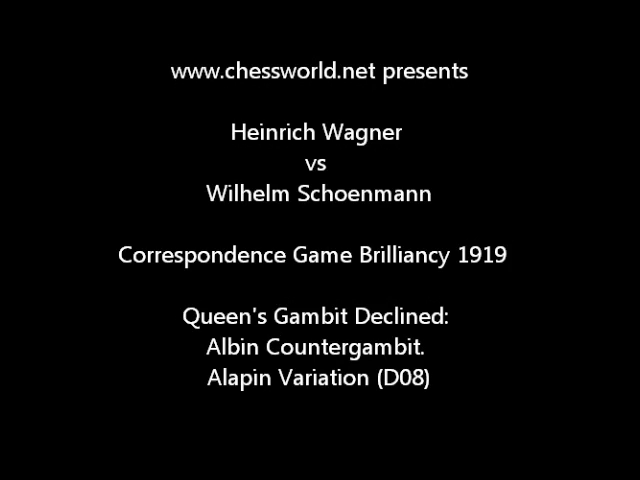 www.chessworld.net presents
Heinrich Wagner
vs
Wilhelm Schoenmann
Correspondence Game Brilliancy 1919
Queen's Gambit Declined:
Albin Countergambit.
Alapin Variation (D08)